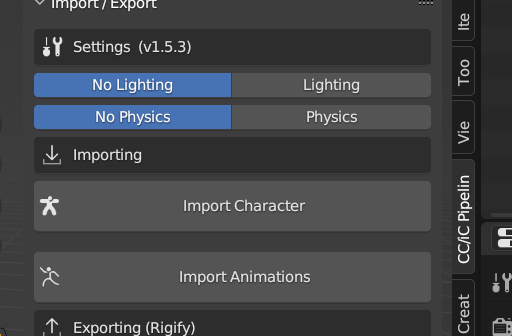 Import / Export
Settings (v1.5.3)
No Lighting
Lighting
No Physics
Physics
Importing
Import Character
Import Animations
Exporting (Rigify)
Ite
Too
Vie
CC/iC Pipelin
Creat